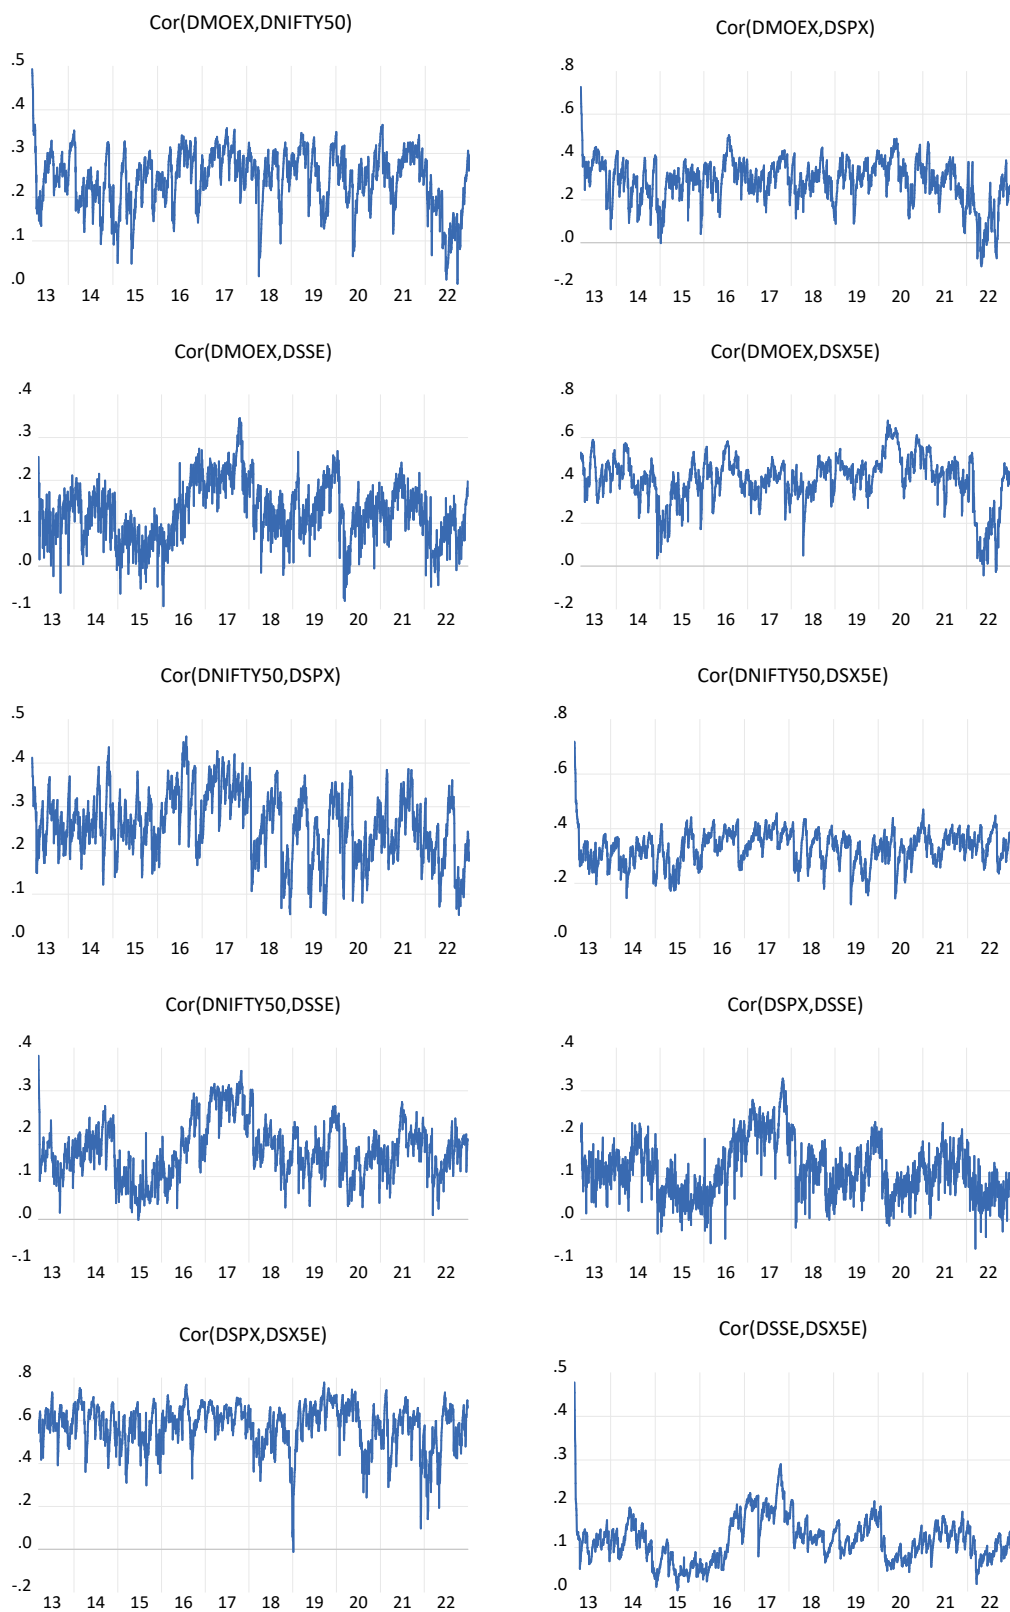 Cor(DMOEX,DNIFTY50)
.5
.4
.3
.2
.1
.0
13 14 15 16 17 18 19 20 21 22
Cor(DMOEX,DSPX)
.8
.6
.4
.2
.0
-.2
13 14 15 16 17 18 19 20 21 22
Cor(DMOEX,DSSE)
.4
.3
.2
.1
.0
-.1
13 14 15 16 17 18 19 20 21 22
Cor(DMOEX,DSX5E)
.8
.6
.4
.2
.0
-.2
13 14 15 16 17 18 19 20 21 22
Cor(DNIFTY50,DSPX)
.5
.4
.3
.2
.1
.0
13 14 15 16 17 18 19 20 21 22
Cor(DNIFTY50,DSX5E)
.8
.6
.4
.2
.0
13 14 15 16 17 18 19 20 21 22
Cor(DNIFTY50,DSSE)
.4
.3
.2
.1
.0
-.1
13 14 15 16 17 18 19 20 21 22
Cor(DSPX,DSSE)
.4
.3
.2
.1
.0
-.1
13 14 15 16 17 18 19 20 21 22
Cor(DSPX,DSX5E)
.8
.6
.4
.2
.0
-.2
13 14 15 16 17 18 19 20 21 22
Cor(DSSE,DSX5E)
.5
.4
.3
.2
.1
.0
13 14 15 16 17 18 19 20 21 22